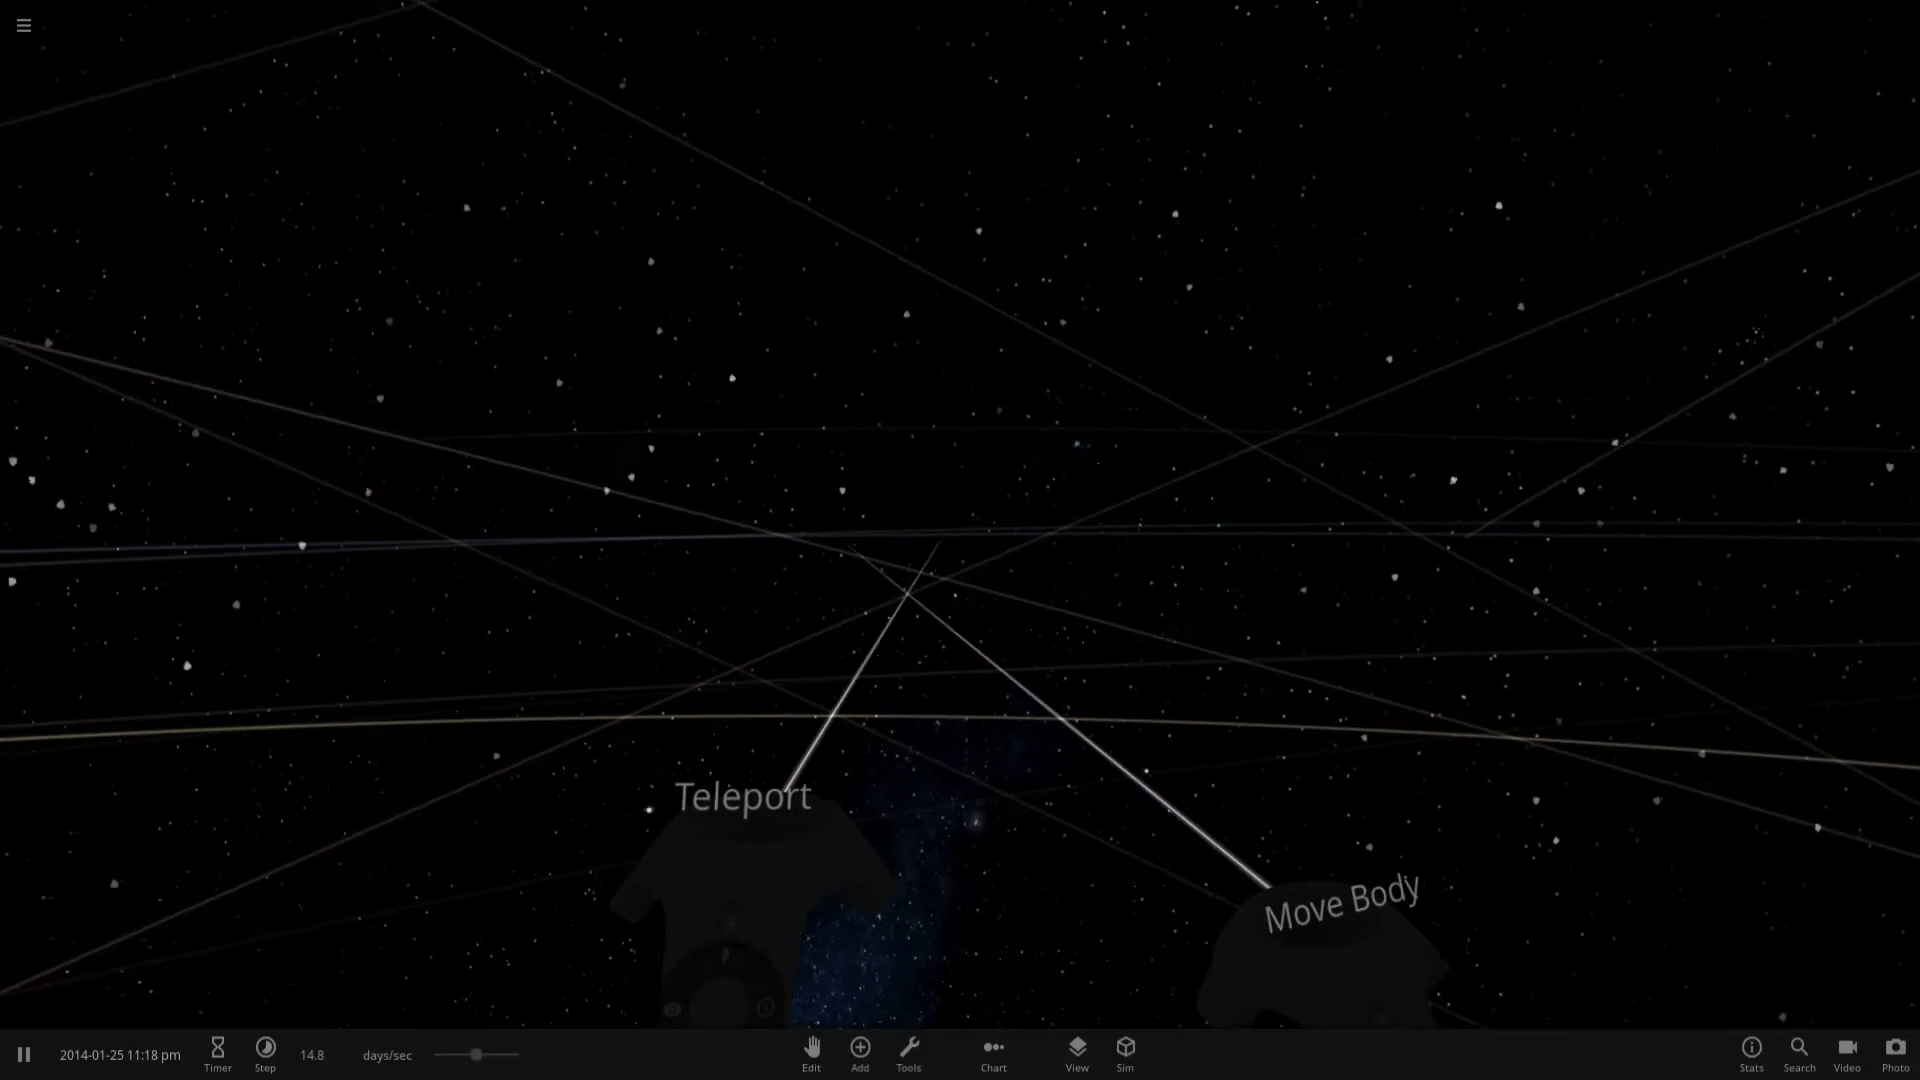 Teleport
Move Body
2014-01-25 11:18 pm
Timer
Step
14.8
days/sec
Edit
Add
Tools
Chart
View
Sim
Stats
Search
Video
Photo